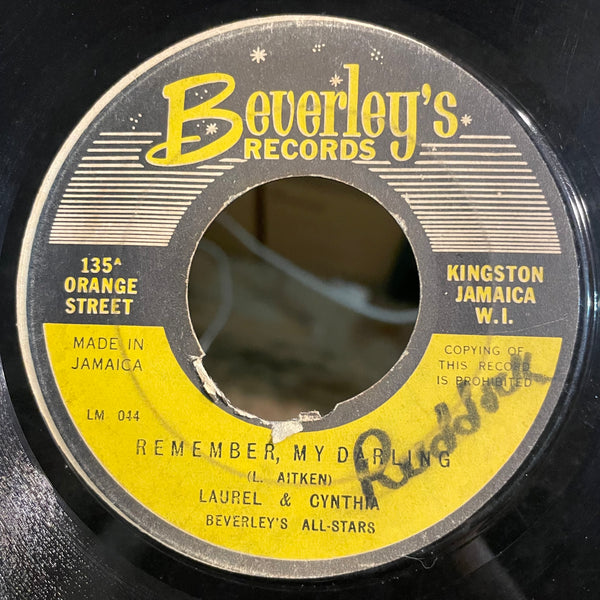 Beverley's
RECORDS
135A
ORANGE
STREET
KINGSTON
JAMAICA
W.I.
MADE IN
JAMAICA
COPYING OF
THIS RECORD
IS PROHIBITED
LM 044
REMEMBER, MY DARLING
(L. AITKEN)
LAUREL & CYNTHIA
BEVERLEY'S ALL-STARS